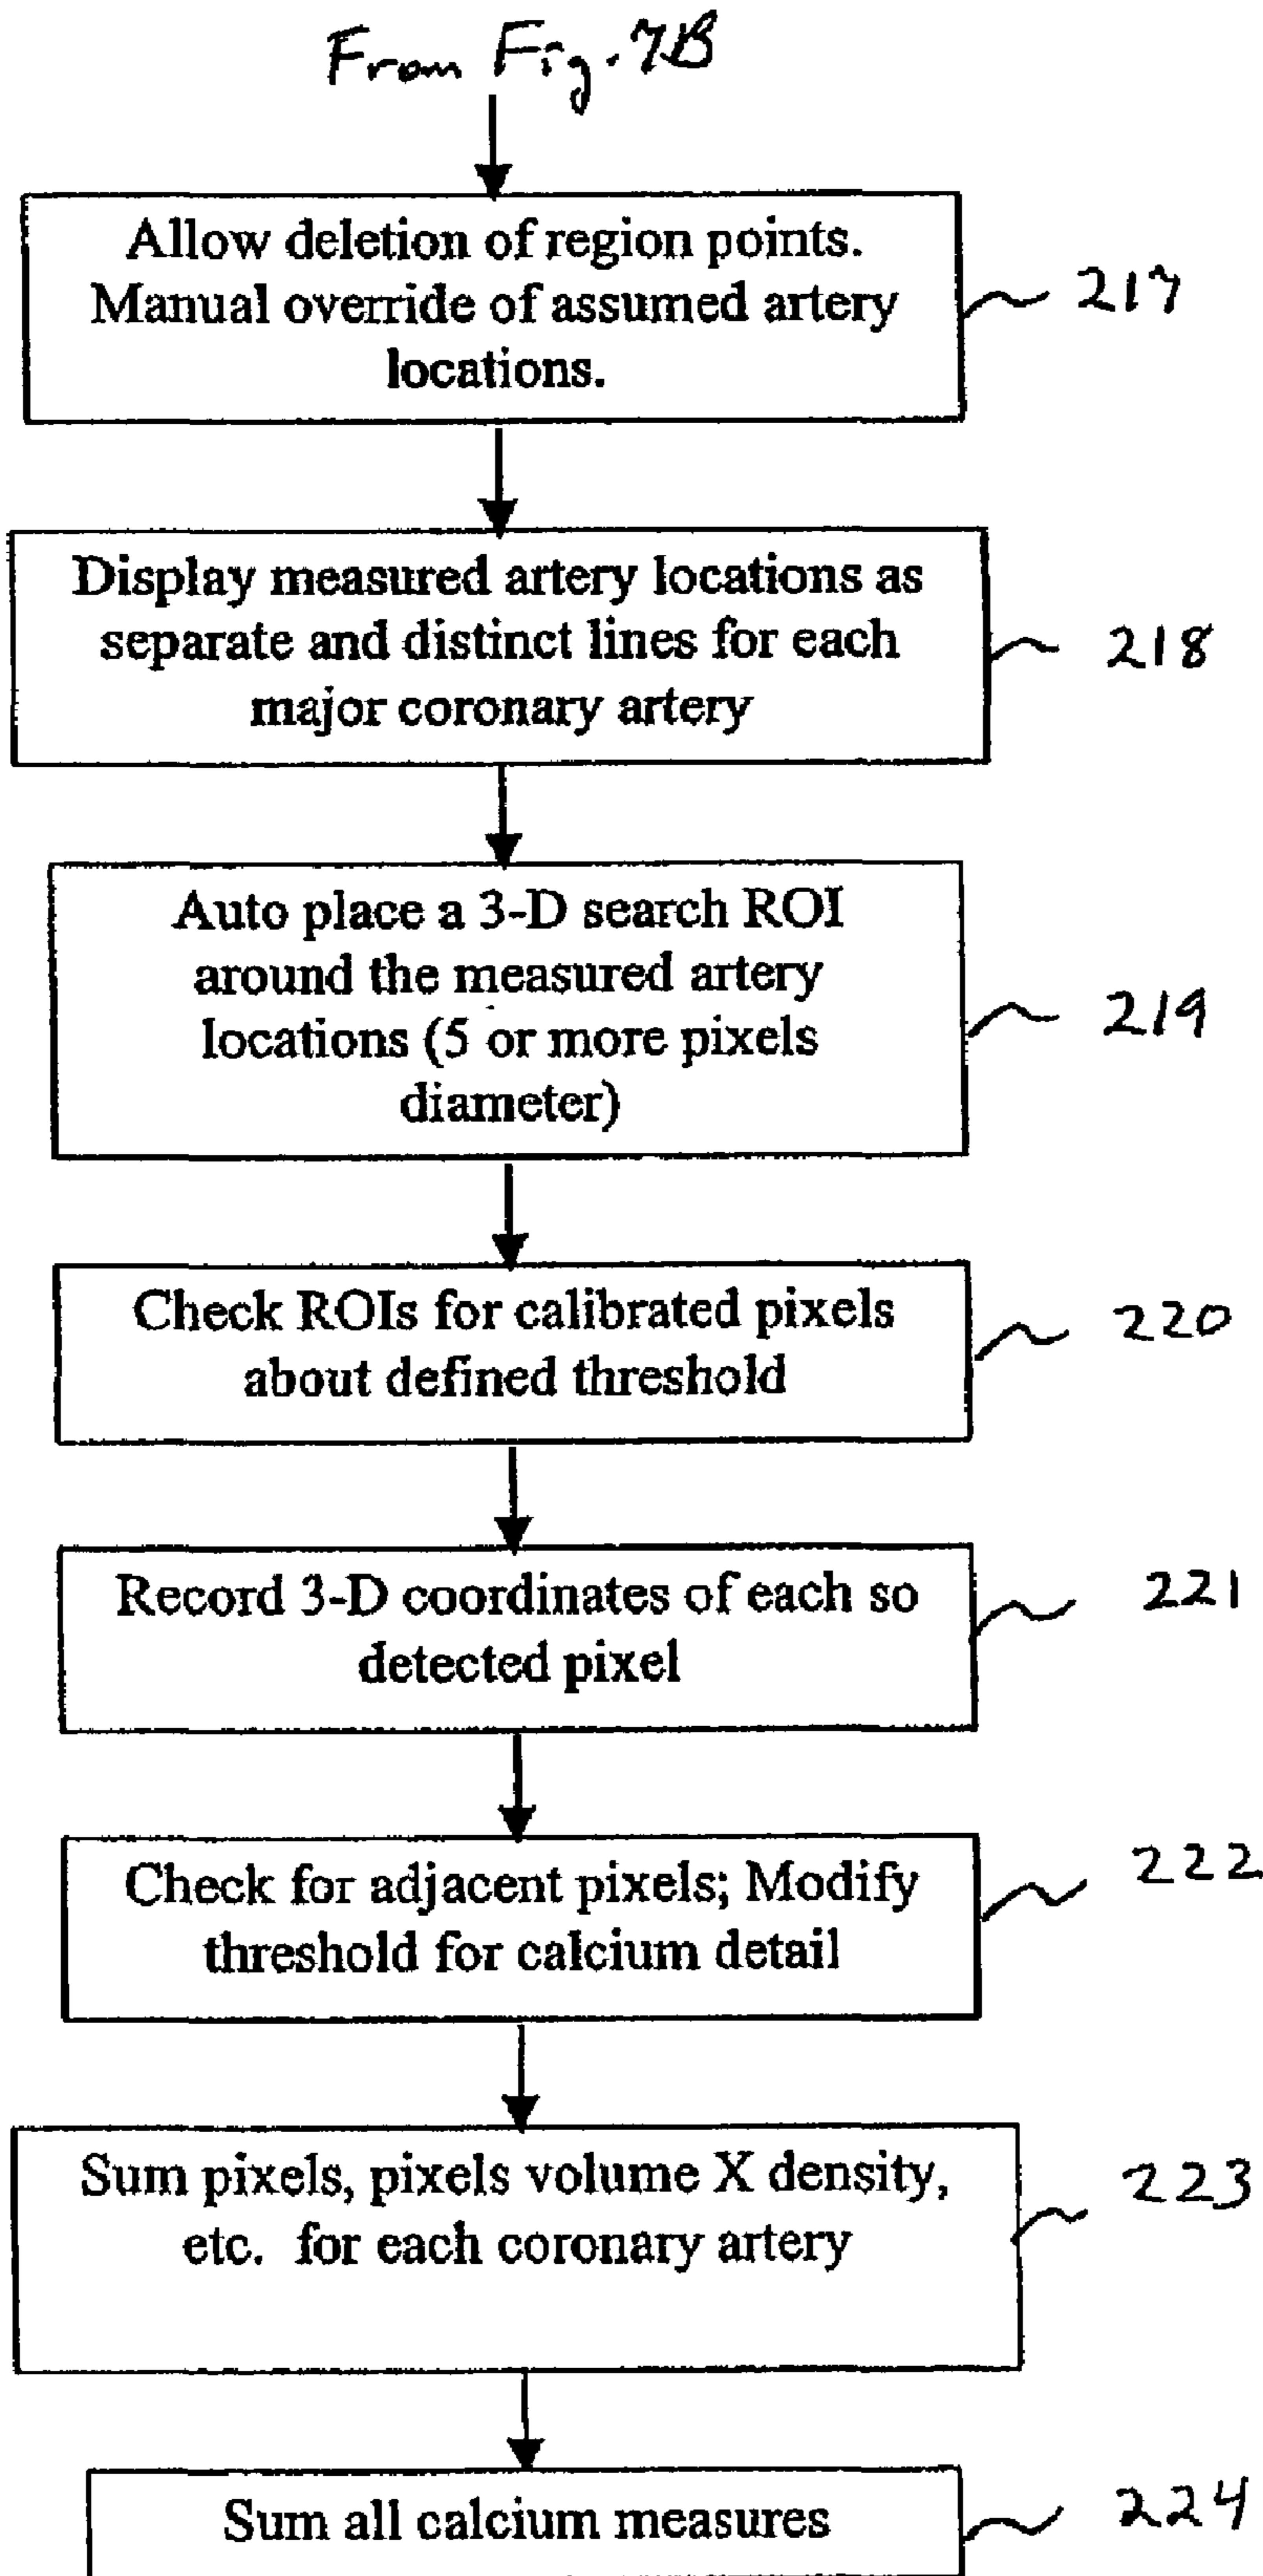 From Fig. 7B
Allow deletion of region points.
Manual override of assumed artery
locations.
217
Display measured artery locations as
separate and distinct lines for each
major coronary artery
218
Auto place a 3-D search ROI
around the measured artery
locations (5 or more pixels
diameter)
219
Check ROIs for calibrated pixels
about defined threshold
220
Record 3-D coordinates of each so
detected pixel
221
Check for adjacent pixels; Modify
threshold for calcium detail
222
Sum pixels, pixels volume X density,
etc. for each coronary artery
223
Sum all calcium measures
224